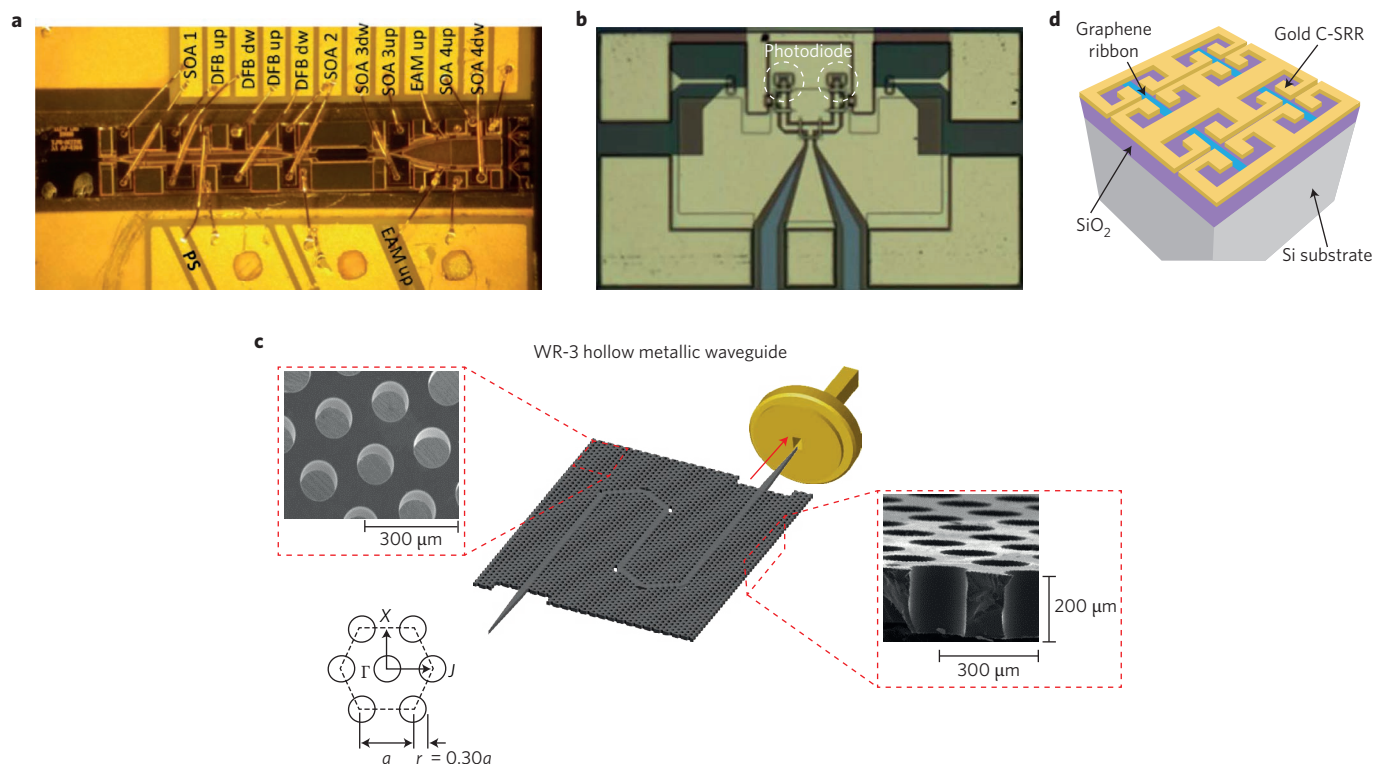 a
SOA 1
DFB up
DFB dw
DFB up
DFB dw
SOA 2
SOA 3dw
SOA 3up
EAM up
SOA 4up
SOA 4dw
PS
EAM up
b
Photodiode
d
Graphene
ribbon
Gold C-SRR
SiO2
Si substrate
c
WR-3 hollow metallic waveguide
300 µm
200 µm
300 µm
X
Γ
J
a
r = 0.30a